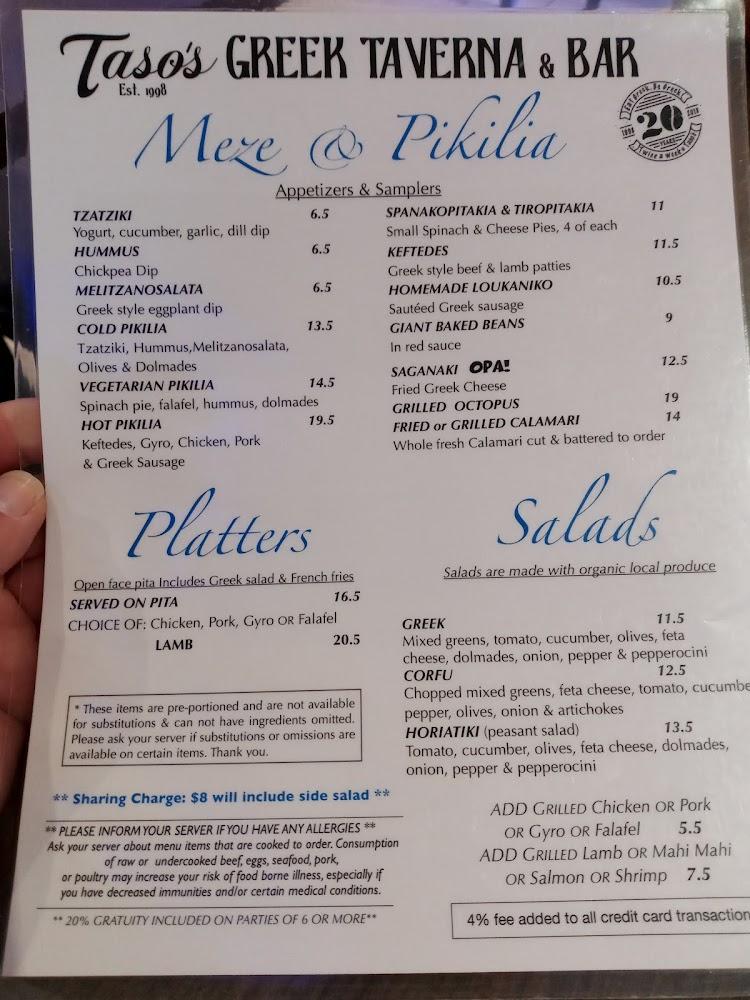 Taso's GREEK TAVERNA & BAR
Est. 1998
20
YEARS
1998
2018
Meze & Pikilia
Appetizers & Samplers
TZATZIKI 6.5
Yogurt, cucumber, garlic, dill dip
HUMMUS 6.5
Chickpea Dip
MELITZANOSALATA 6.5
Greek style eggplant dip
COLD PIKILIA 13.5
Tzatziki, Hummus,Melitzanosalata,
Olives & Dolmades
VEGETARIAN PIKILIA 14.5
Spinach pie, falafel, hummus, dolmades
HOT PIKILIA 19.5
Keftedes, Gyro, Chicken, Pork
& Greek Sausage
SPANAKOPITAKIA & TIROPITAKIA 11
Small Spinach & Cheese Pies, 4 of each
KEFTEDES 11.5
Greek style beef & lamb patties
HOMEMADE LOUKANIKO 10.5
Sautéed Greek sausage
GIANT BAKED BEANS 9
In red sauce
SAGANAKI OPA! 12.5
Fried Greek Cheese
GRILLED OCTOPUS 19
FRIED or GRILLED CALAMARI 14
Whole fresh Calamari cut & battered to order
Platters
Open face pita Includes Greek salad & French fries
SERVED ON PITA 16.5
CHOICE OF: Chicken, Pork, Gyro OR Falafel
LAMB 20.5
* These items are pre-portioned and are not available
for substitutions & can not have ingredients omitted.
Please ask your server if substitutions or omissions are
available on certain items. Thank you.
** Sharing Charge: $8 will include side salad **
** PLEASE INFORM YOUR SERVER IF YOU HAVE ANY ALLERGIES **
Ask your server about menu items that are cooked to order. Consumption
of raw or undercooked beef, eggs, seafood, pork,
or poultry may increase your risk of food borne illness, especially if
you have decreased immunities and/or certain medical conditions.
** 20% GRATUITY INCLUDED ON PARTIES OF 6 OR MORE**
Salads
Salads are made with organic local produce
GREEK 11.5
Mixed greens, tomato, cucumber, olives, feta
cheese, dolmades, onion, pepper & pepperocini
CORFU 12.5
Chopped mixed greens, feta cheese, tomato, cucumbe
pepper, olives, onion & artichokes
HORIATIKI (peasant salad) 13.5
Tomato, cucumber, olives, feta cheese, dolmades,
onion, pepper & pepperocini
ADD GRILLED Chicken OR Pork
OR Gyro OR Falafel 5.5
ADD GRILLED Lamb OR Mahi Mahi
OR Salmon OR Shrimp 7.5
4% fee added to all credit card transaction